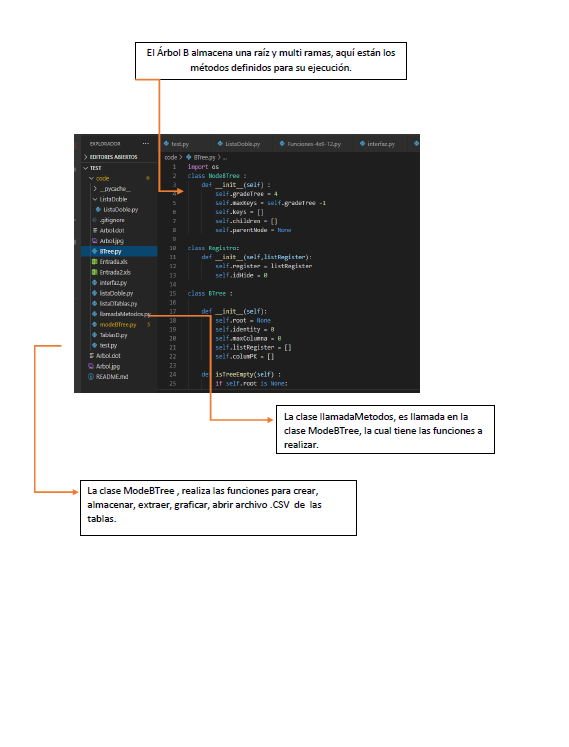 El Árbol B almacena una raíz y multi ramas, aquí están los
métodos definidos para su ejecución.
EXPLORADOR ...
test.py ListaDoble.py Funciones-4s9-12.py interfaz.py
EDITORES ABIERTOS
code > BTree.py > ...
TEST
code
__pycache__
ListaDoble
ListaDoble.py
.gitignore
Arbol.dot
Arbol.jpg
BTree.py
Entrada.xls
Entrada2.xls
interfaz.py
listaDoble.py
listaDTablas.py
llamadaMetodos.py
modeBTree.py 3
TablasD.py
test.py
Arbol.dot
Arbol.jpg
README.md
1 import os
2 class NodeBTree :
3 def __init__(self) :
4 self.gradeTree = 4
5 self.maxKeys = self.gradeTree -1
6 self.keys = []
7 self.children = []
8 self.parentNode = None
9
10 class Registro:
11 def __init__(self,listRegister):
12 self.register = listRegister
13 self.idHide = 0
14
15 class BTree :
16
17 def __init__(self):
18 self.root = None
19 self.identity = 0
20 self.maxColumna = 0
21 self.listRegister = []
22 self.columPK = []
23
24 def isTreeEmpty(self) :
25 if self.root is None:
La clase llamadaMetodos, es llamada en la
clase ModeBTree, la cual tiene las funciones a
realizar.
La clase ModeBTree , realiza las funciones para crear,
almacenar, extraer, graficar, abrir archivo .CSV de las
tablas.